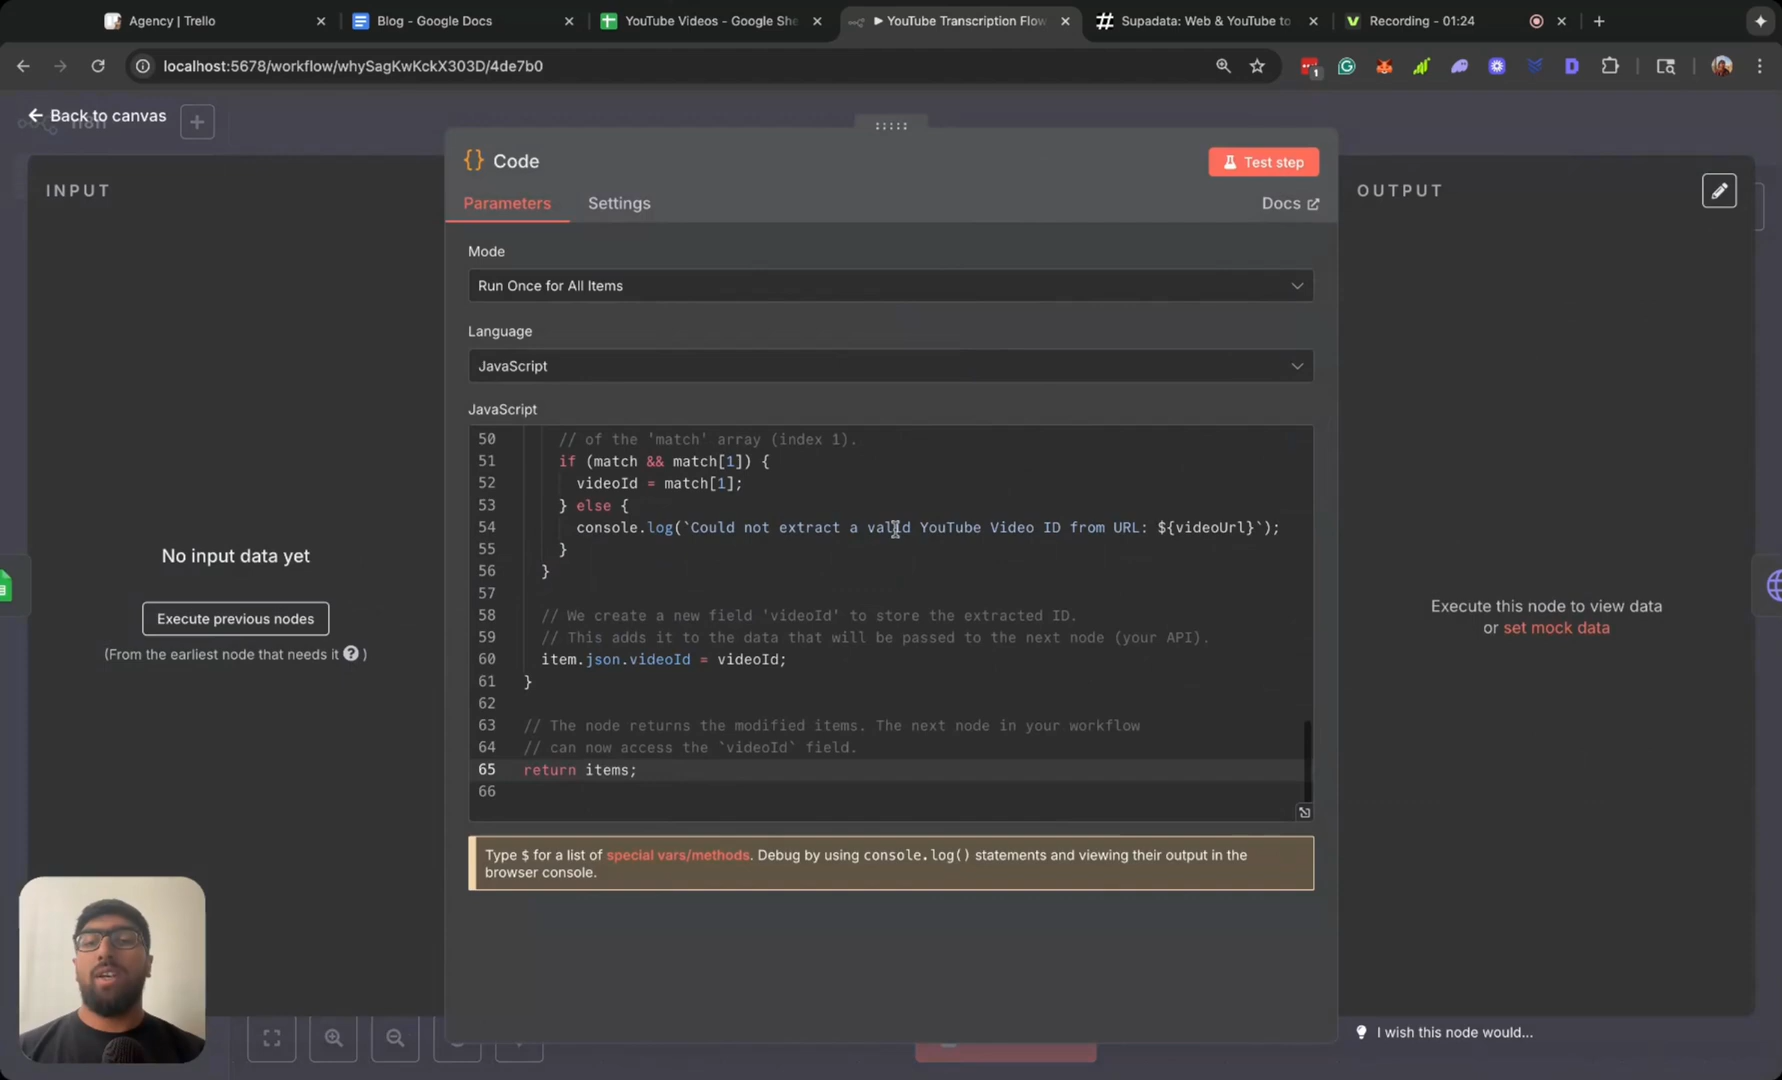 Agency | Trello
Blog - Google Docs
YouTube Videos - Google She
▶ YouTube Transcription Flow
Supadata: Web & YouTube to
Recording - 01:24
localhost:5678/workflow/whySagKwKckX303D/4de7b0
1
Back to canvas
n8n
Code
Test step
INPUT
OUTPUT
Parameters
Settings
Docs
Mode
Run Once for All Items
Language
JavaScript
JavaScript
50 // of the 'match' array (index 1).
51 if (match && match[1]) {
52 videoId = match[1];
53 } else {
54 console.log(`Could not extract a valid YouTube Video ID from URL: ${videoUrl}`);
55 }
56 }
57
58 // We create a new field 'videoId' to store the extracted ID.
59 // This adds it to the data that will be passed to the next node (your API).
60 item.json.videoId = videoId;
61 }
62
63 // The node returns the modified items. The next node in your workflow
64 // can now access the `videoId` field.
65 return items;
66
No input data yet
Execute previous nodes
(From the earliest node that needs it ? )
Execute this node to view data
or set mock data
Type $ for a list of special vars/methods. Debug by using console.log() statements and viewing their output in the
browser console.
I wish this node would...